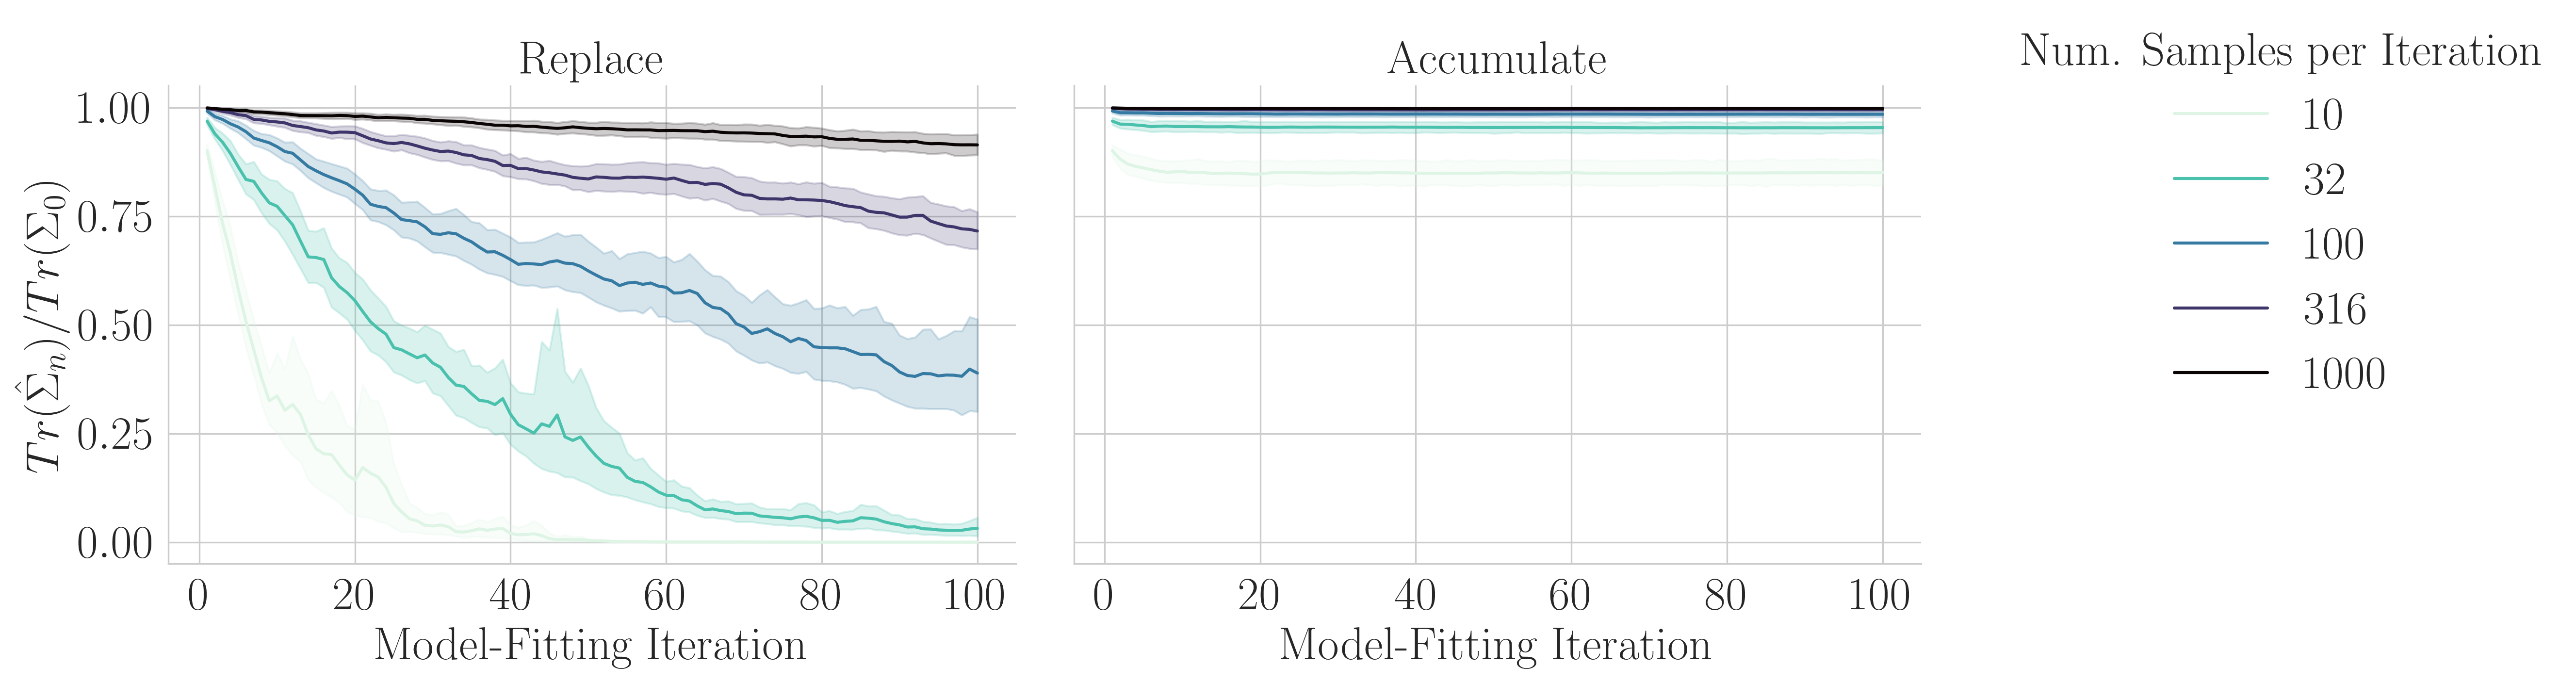 Replace
Accumulate
Num. Samples per Iteration
10
32
100
316
1000
Tr(Σ̂ₙ)/Tr(Σ₀)
1.00
0.75
0.50
0.25
0.00
0 20 40 60 80 100
0 20 40 60 80 100
Model-Fitting Iteration
Model-Fitting Iteration